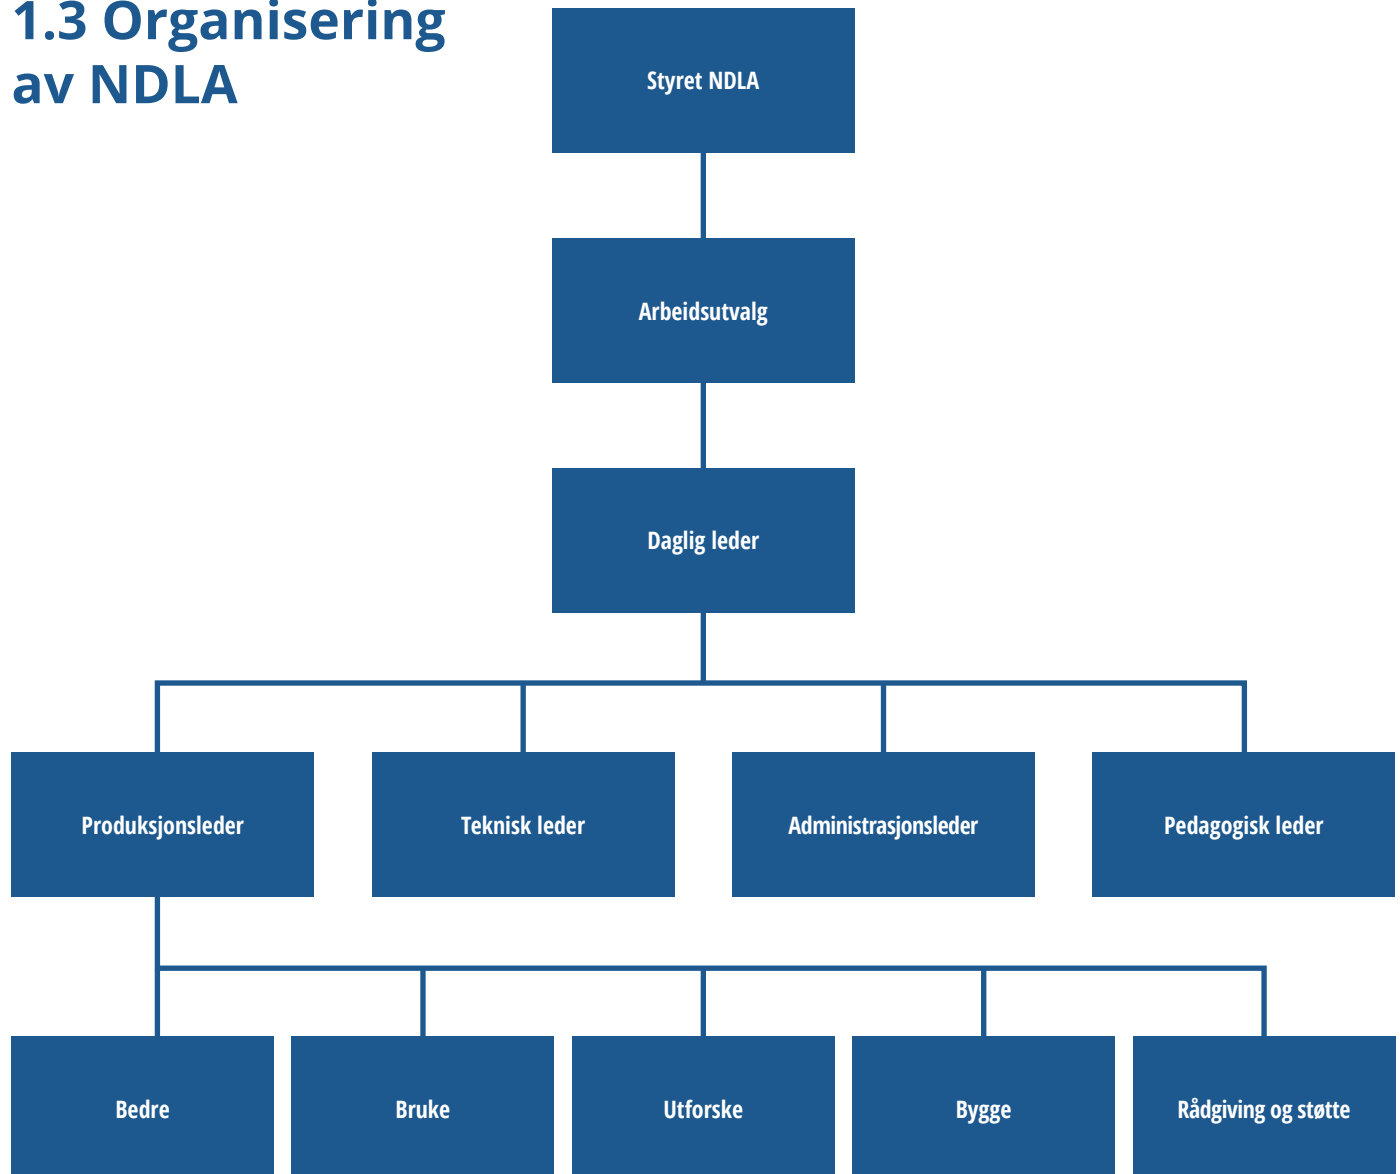 1.3 Organisering
av NDLA
Styret NDLA
Arbeidsutvalg
Daglig leder
Produksjonsleder
Teknisk leder
Administrasjonsleder
Pedagogisk leder
Bedre
Bruke
Utforske
Bygge
Rådgiving og støtte